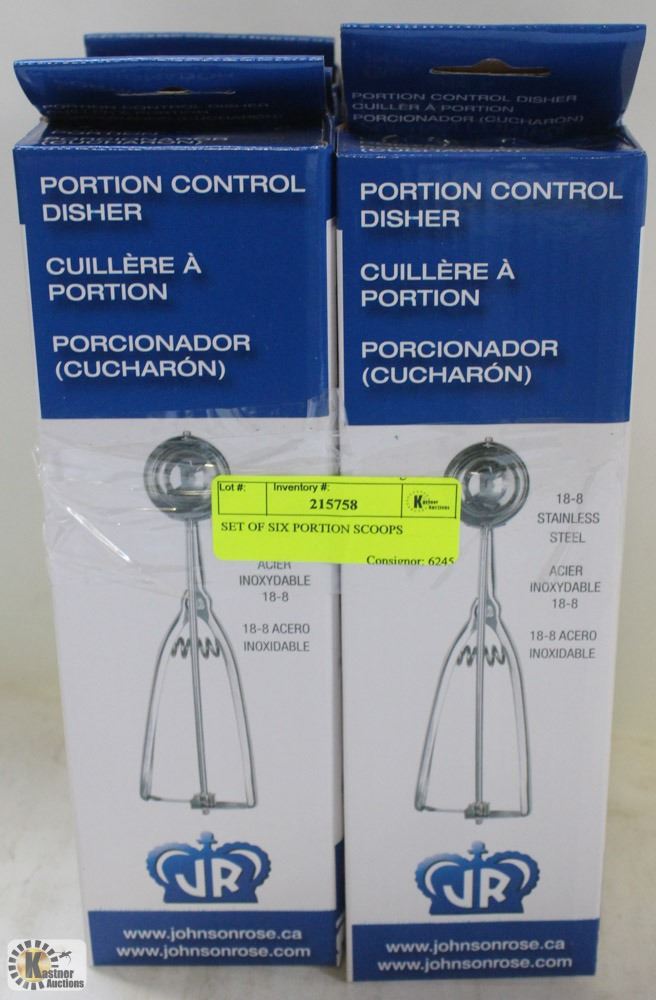 PORTION CONTROL DISHER
CUILLÈR À PORTION
PORCIONADOR (CUCHARÓN)
PORTION CONTROL
DISHER
CUILLÈRE À
PORTION
PORCIONADOR
(CUCHARÓN)
ACIER
INOXYDABLE
18-8
18-8 ACERO
INOXIDABLE
JR
www.johnsonrose.ca
www.johnsonrose.com
PORTION CONTROL
DISHER
CUILLÈRE À
PORTION
PORCIONADOR
(CUCHARÓN)
18-8
STAINLESS
STEEL
ACIER
INOXYDABLE
18-8
18-8 ACERO
INOXIDABLE
JR
www.johnsonrose.ca
www.johnsonrose.com
Lot #:
Inventory #:
215758
Kastner
Auctions
SET OF SIX PORTION SCOOPS
Consignor: 6245
Kastner
Auctions